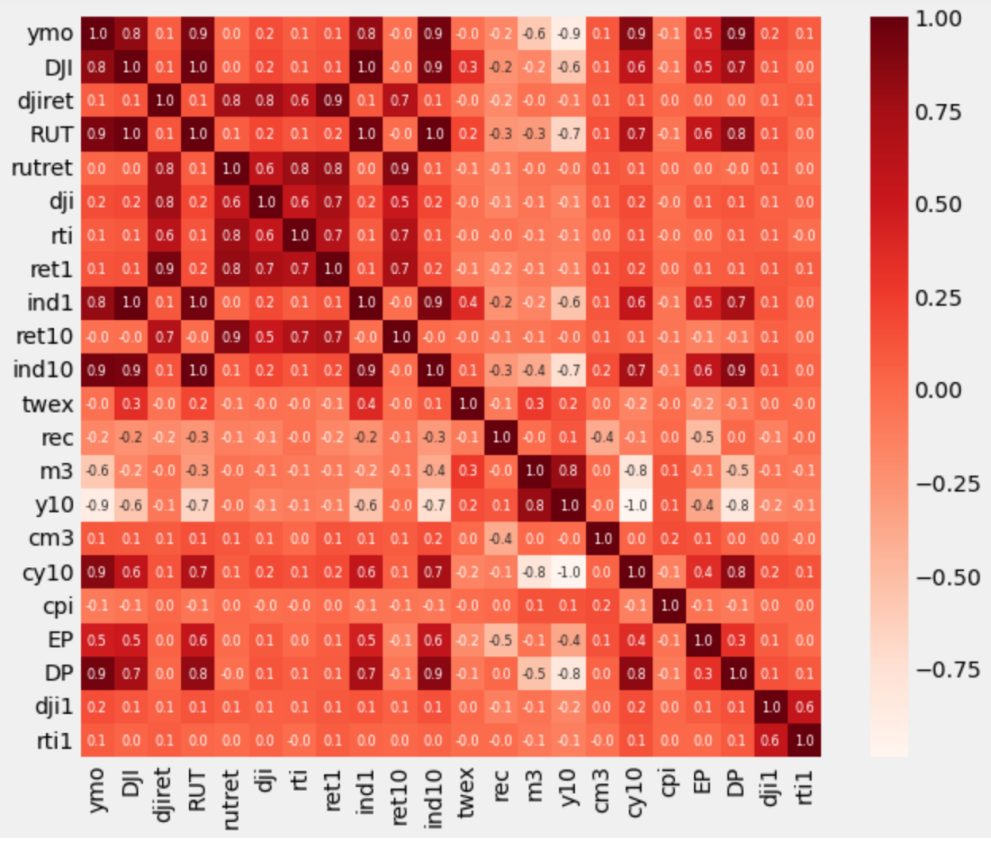 ymo 1.0 0.8 0.1 0.9 0.0 0.2 0.1 0.1 0.8 -0.0 0.9 -0.0 -0.2 -0.6 -0.9 0.1 0.9 -0.1 0.5 0.9 0.2 0.1
DJI 0.8 1.0 0.1 1.0 0.0 0.2 0.1 0.1 1.0 -0.0 0.9 0.3 -0.2 -0.2 -0.6 0.1 0.6 -0.1 0.5 0.7 0.1 0.0
djiret 0.1 0.1 1.0 0.1 0.8 0.8 0.6 0.9 0.1 0.7 0.1 -0.0 -0.2 -0.0 -0.1 0.1 0.1 0.0 0.0 0.0 0.1 0.1
RUT 0.9 1.0 0.1 1.0 0.1 0.2 0.1 0.2 1.0 -0.0 1.0 0.2 -0.3 -0.3 -0.7 0.1 0.7 -0.1 0.6 0.8 0.1 0.0
rutret 0.0 0.0 0.8 0.1 1.0 0.6 0.8 0.8 0.0 0.9 0.1 -0.1 -0.1 -0.0 -0.0 0.1 0.1 0.0 0.0 -0.0 0.1 0.0
dji 0.2 0.2 0.8 0.2 0.6 1.0 0.6 0.7 0.2 0.5 0.2 -0.0 -0.1 -0.1 -0.1 0.1 0.2 -0.0 0.1 0.1 0.1 0.0
rti 0.1 0.1 0.6 0.1 0.8 0.6 1.0 0.7 0.1 0.7 0.1 -0.0 -0.0 -0.1 -0.1 0.0 0.1 -0.0 0.0 0.1 0.1 -0.0
ret1 0.1 0.1 0.9 0.2 0.8 0.7 0.7 1.0 0.1 0.7 0.2 -0.1 -0.2 -0.1 -0.1 0.1 0.2 0.0 0.1 0.1 0.1 0.1
ind1 0.8 1.0 0.1 1.0 0.0 0.2 0.1 0.1 1.0 -0.0 0.9 0.4 -0.2 -0.2 -0.6 0.1 0.6 -0.1 0.5 0.7 0.1 0.0
ret10 -0.0 -0.0 0.7 -0.0 0.9 0.5 0.7 0.7 -0.0 1.0 -0.0 -0.0 -0.1 -0.1 -0.0 0.1 0.1 0.1 -0.1 -0.1 0.1 0.0
ind10 0.9 0.9 0.1 1.0 0.1 0.2 0.1 0.2 0.9 -0.0 1.0 0.1 -0.3 -0.4 -0.7 0.2 0.7 -0.1 0.6 0.9 0.1 0.0
twex -0.0 0.3 -0.0 0.2 -0.1 -0.0 -0.0 -0.1 0.4 -0.0 0.1 1.0 -0.1 0.3 0.2 0.0 -0.2 -0.0 -0.2 -0.1 0.0 -0.0
rec -0.2 -0.2 -0.2 -0.3 -0.1 -0.1 -0.0 -0.2 -0.2 -0.1 -0.3 -0.1 1.0 -0.0 0.1 -0.4 -0.1 0.0 -0.5 0.0 -0.1 -0.0
m3 -0.6 -0.2 -0.0 -0.3 -0.0 -0.1 -0.1 -0.1 -0.2 -0.1 -0.4 0.3 -0.0 1.0 0.8 0.0 -0.8 0.1 -0.1 -0.5 -0.1 -0.1
y10 -0.9 -0.6 -0.1 -0.7 -0.0 -0.1 -0.1 -0.1 -0.6 -0.0 -0.7 0.2 0.1 0.8 1.0 -0.0 -1.0 0.1 -0.4 -0.8 -0.2 -0.1
cm3 0.1 0.1 0.1 0.1 0.1 0.1 0.0 0.1 0.1 0.1 0.2 0.0 -0.4 0.0 -0.0 1.0 0.0 0.2 0.1 0.0 0.0 -0.0
cy10 0.9 0.6 0.1 0.7 0.1 0.2 0.1 0.2 0.6 0.1 0.7 -0.2 -0.1 -0.8 -1.0 0.0 1.0 -0.1 0.4 0.8 0.2 0.1
cpi -0.1 -0.1 0.0 -0.1 0.0 -0.0 -0.0 0.0 -0.1 0.1 -0.1 -0.0 0.0 0.1 0.1 0.2 -0.1 1.0 -0.1 -0.1 0.0 0.0
EP 0.5 0.5 0.0 0.6 0.0 0.1 0.0 0.1 0.5 -0.1 0.6 -0.2 -0.5 -0.1 -0.4 0.1 0.4 -0.1 1.0 0.3 0.1 0.0
DP 0.9 0.7 0.0 0.8 -0.0 0.1 0.1 0.1 0.7 -0.1 0.9 -0.1 0.0 -0.5 -0.8 0.0 0.8 -0.1 0.3 1.0 0.1 0.1
dji1 0.2 0.1 0.1 0.1 0.1 0.1 0.1 0.1 0.1 0.1 0.1 0.0 -0.1 -0.1 -0.2 0.0 0.2 0.0 0.1 0.1 1.0 0.6
rti1 0.1 0.0 0.1 0.0 0.0 0.0 -0.0 0.1 0.0 0.0 0.0 -0.0 -0.0 -0.1 -0.1 -0.0 0.1 0.0 0.0 0.1 0.6 1.0
ymo DJI djiret RUT rutret dji rti ret1 ind1 ret10 ind10 twex rec m3 y10 cm3 cy10 cpi EP DP dji1 rti1
1.00
0.75
0.50
0.25
0.00
−0.25
−0.50
−0.75